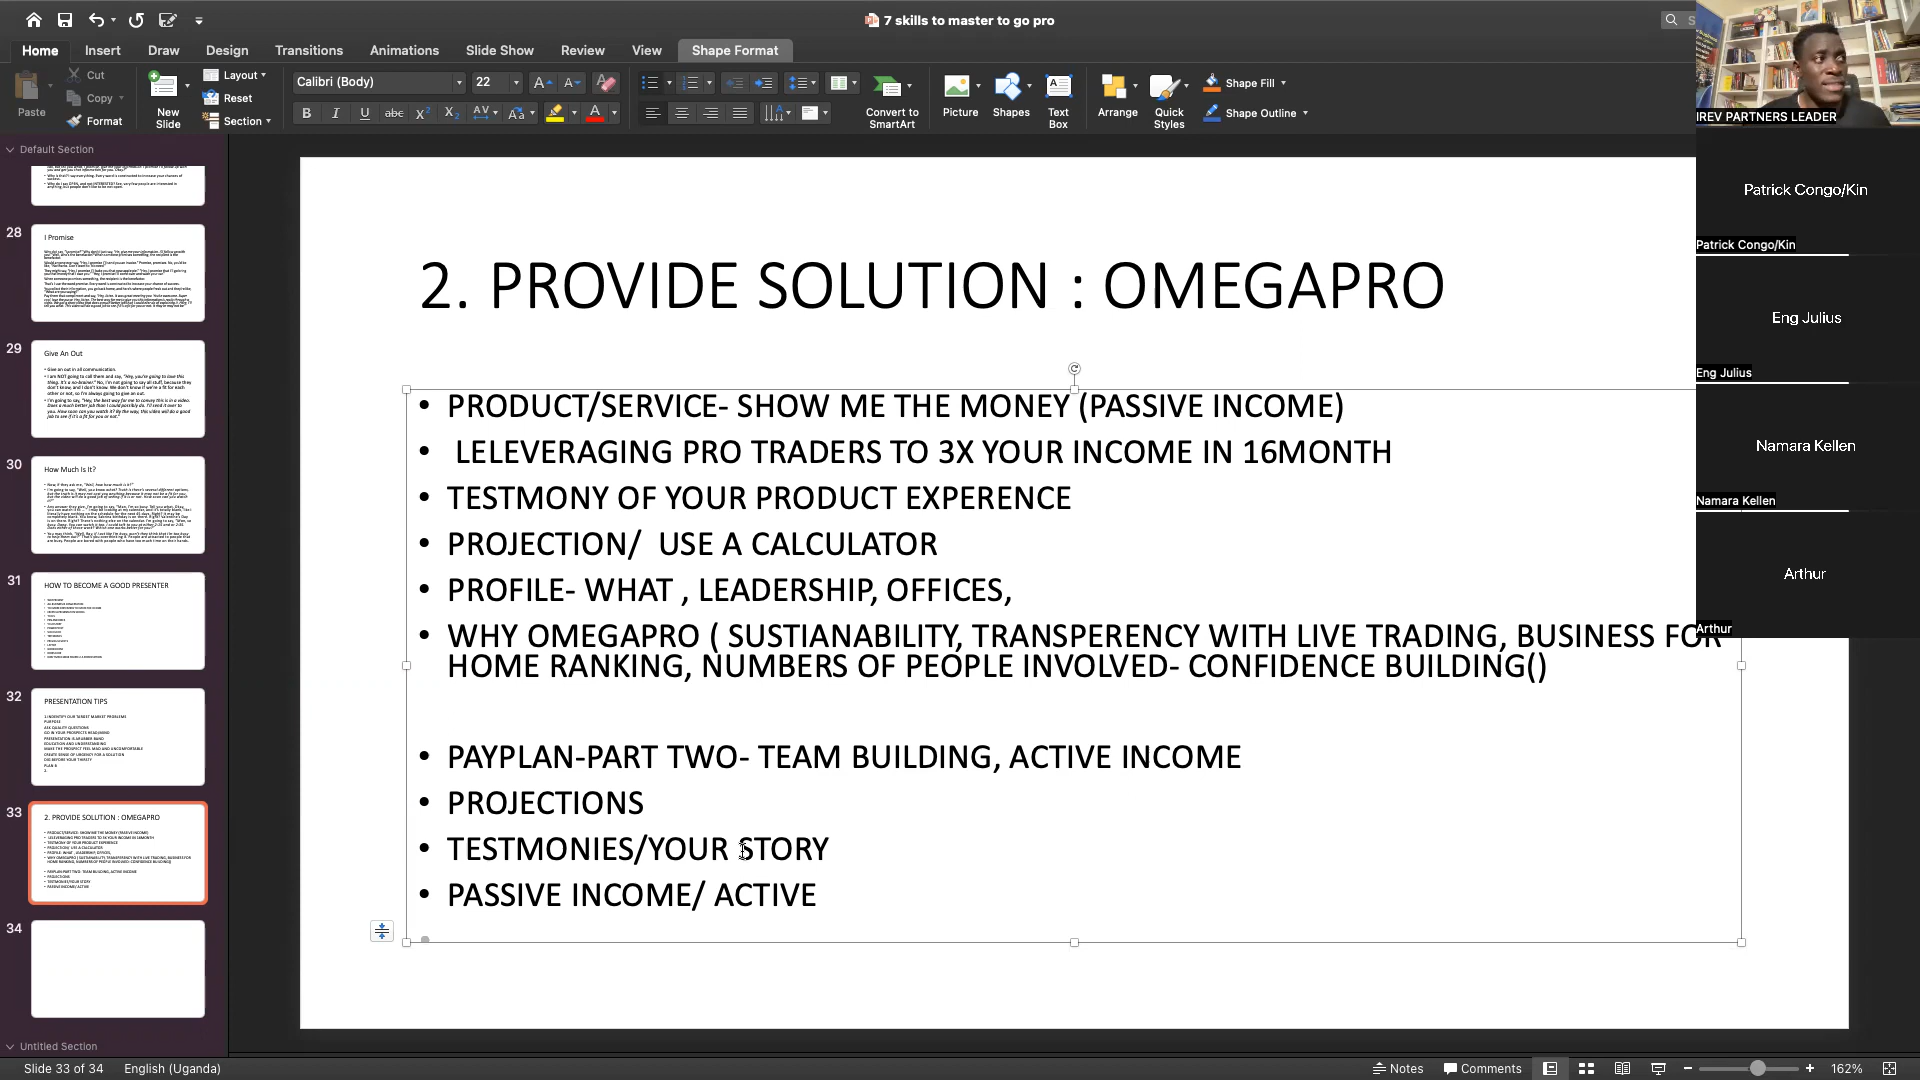 7 skills to master to go pro
S
Home
Insert
Draw
Design
Transitions
Animations
Slide Show
Review
View
Shape Format
Paste
Cut
Copy
Format
New
Slide
Layout
Reset
Section
Calibri (Body)
22
Convert to
SmartArt
Picture
Shapes
Text
Box
Arrange
Quick
Styles
Shape Fill
Shape Outline
IREV PARTNERS LEADER
Patrick Congo/Kin
Patrick Congo/Kin
Eng Julius
Eng Julius
Namara Kellen
Namara Kellen
Arthur
Arthur
Default Section
28
I Promise
29
Give An Out
30
How Much Is It?
31
HOW TO BECOME A GOOD PRESENTER
32
PRESENTATION TIPS
33
2. PROVIDE SOLUTION : OMEGAPRO
34
Untitled Section
2. PROVIDE SOLUTION : OMEGAPRO
• PRODUCT/SERVICE- SHOW ME THE MONEY (PASSIVE INCOME)
• LELEVERAGING PRO TRADERS TO 3X YOUR INCOME IN 16MONTH
• TESTMONY OF YOUR PRODUCT EXPERENCE
• PROJECTION/ USE A CALCULATOR
• PROFILE- WHAT , LEADERSHIP, OFFICES,
• WHY OMEGAPRO ( SUSTIANABILITY, TRANSPERENCY WITH LIVE TRADING, BUSINESS FOR
HOME RANKING, NUMBERS OF PEOPLE INVOLVED- CONFIDENCE BUILDING()
• PAYPLAN-PART TWO- TEAM BUILDING, ACTIVE INCOME
• PROJECTIONS
• TESTMONIES/YOUR STORY
• PASSIVE INCOME/ ACTIVE
Slide 33 of 34
English (Uganda)
Notes
Comments
162%